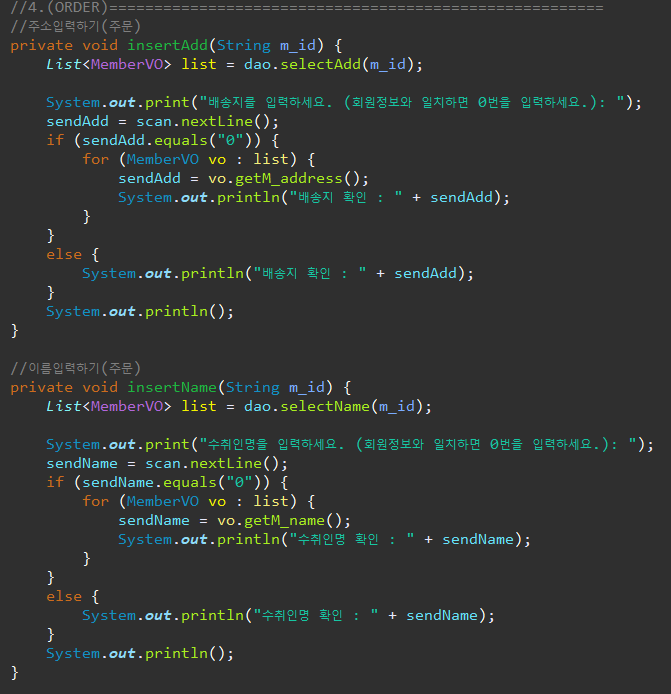 //4.(ORDER)=======================================================
//주소입력하기(주문)
private void insertAdd(String m_id) {
    List<MemberVO> list = dao.selectAdd(m_id);

    System.out.print("배송지를 입력하세요. (회원정보와 일치하면 0번을 입력하세요.): ");
    sendAdd = scan.nextLine();
    if (sendAdd.equals("0")) {
        for (MemberVO vo : list) {
            sendAdd = vo.getM_address();
            System.out.println("배송지 확인 : " + sendAdd);
        }
    }
    else {
        System.out.println("배송지 확인 : " + sendAdd);
    }
    System.out.println();
}

//이름입력하기(주문)
private void insertName(String m_id) {
    List<MemberVO> list = dao.selectName(m_id);

    System.out.print("수취인명을 입력하세요. (회원정보와 일치하면 0번을 입력하세요.): ");
    sendName = scan.nextLine();
    if (sendName.equals("0")) {
        for (MemberVO vo : list) {
            sendName = vo.getM_name();
            System.out.println("수취인명 확인 : " + sendName);
        }
    }
    else {
        System.out.println("수취인명 확인 : " + sendName);
    }
    System.out.println();
}